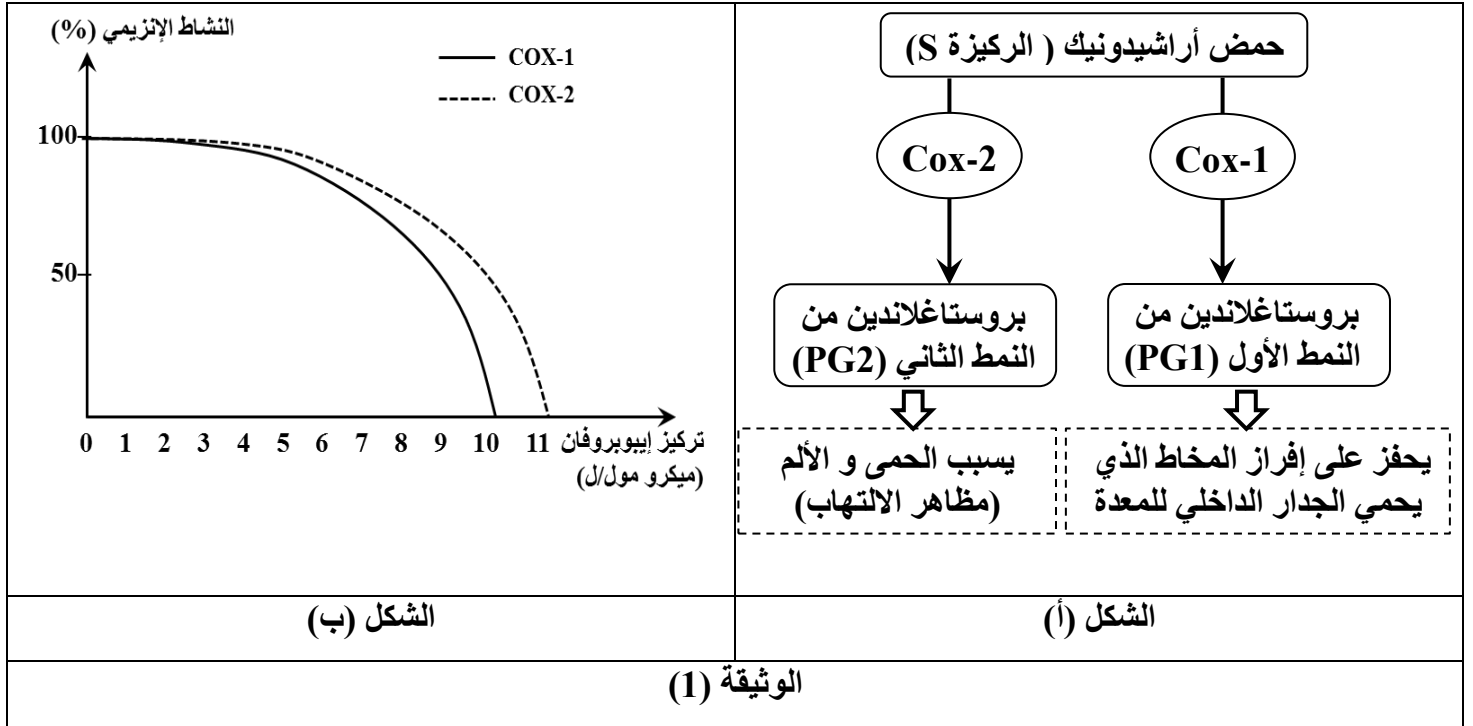 حمض أراشيدونيك ( الركيزة S)
Cox-1
Cox-2
بروستاغلاندين من
النمط الأول (PG1)
بروستاغلاندين من
النمط الثاني (PG2)
يحفز على إفراز المخاط الذي
يحمي الجدار الداخلي للمعدة
يسبب الحمى و الألم
(مظاهر الالتهاب)
الشكل (أ)
النشاط الإنزيمي (%)
COX-1
COX-2
100
50
0 1 2 3 4 5 6 7 8 9 10 11
تركيز إيبوبروفان
(ميكرو مول/ل)
الشكل (ب)
الوثيقة (1)